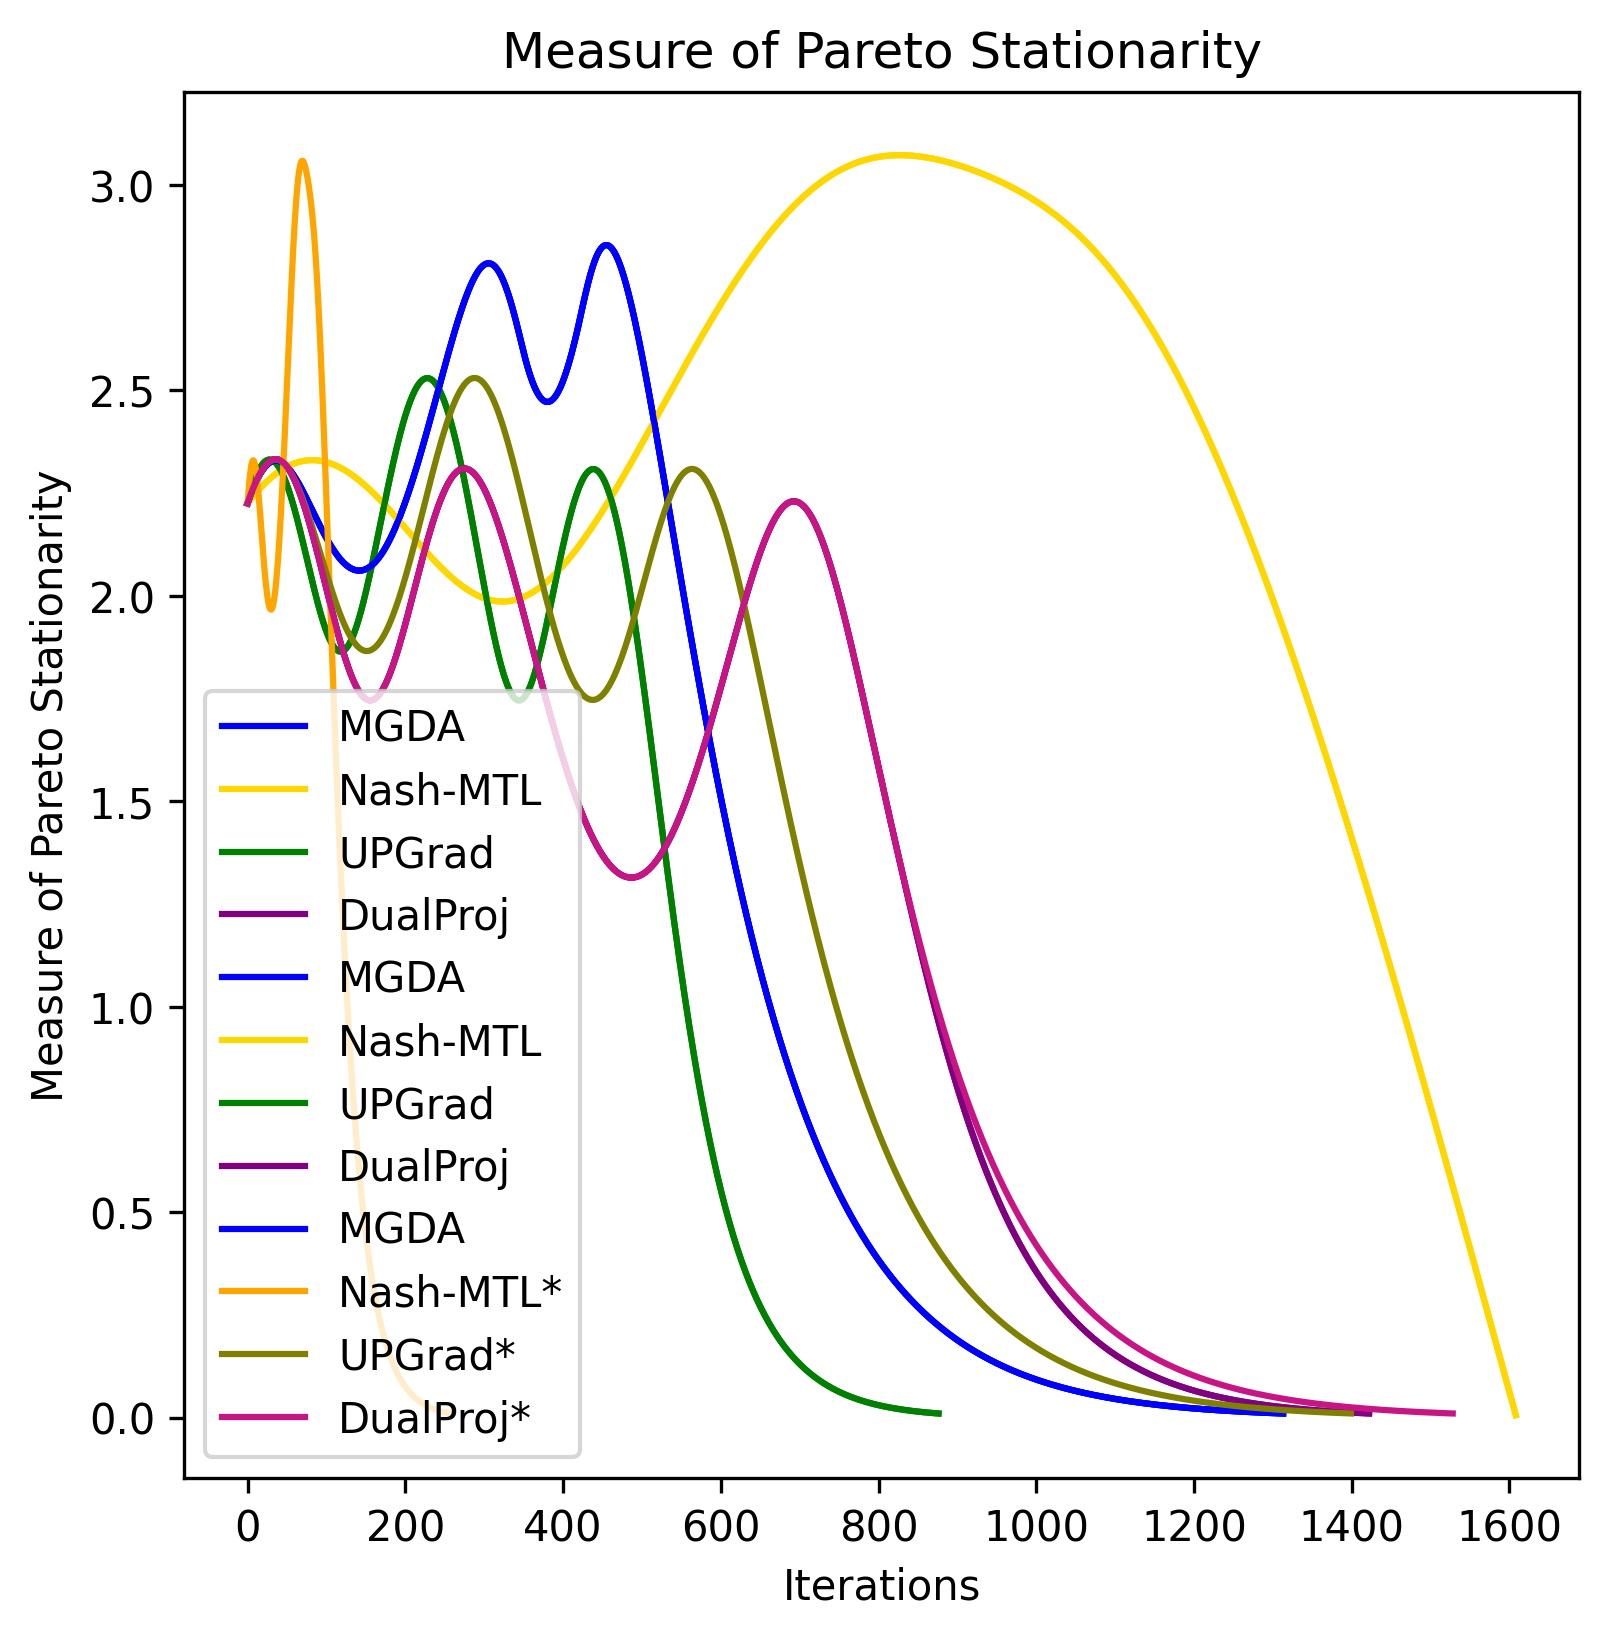 Measure of Pareto Stationarity
Measure of Pareto Stationarity
3.0
2.5
2.0
1.5
1.0
0.5
0.0
MGDA
Nash-MTL
UPGrad
DualProj
MGDA
Nash-MTL
UPGrad
DualProj
MGDA
Nash-MTL*
UPGrad*
DualProj*
0 200 400 600 800 1000 1200 1400 1600
Iterations